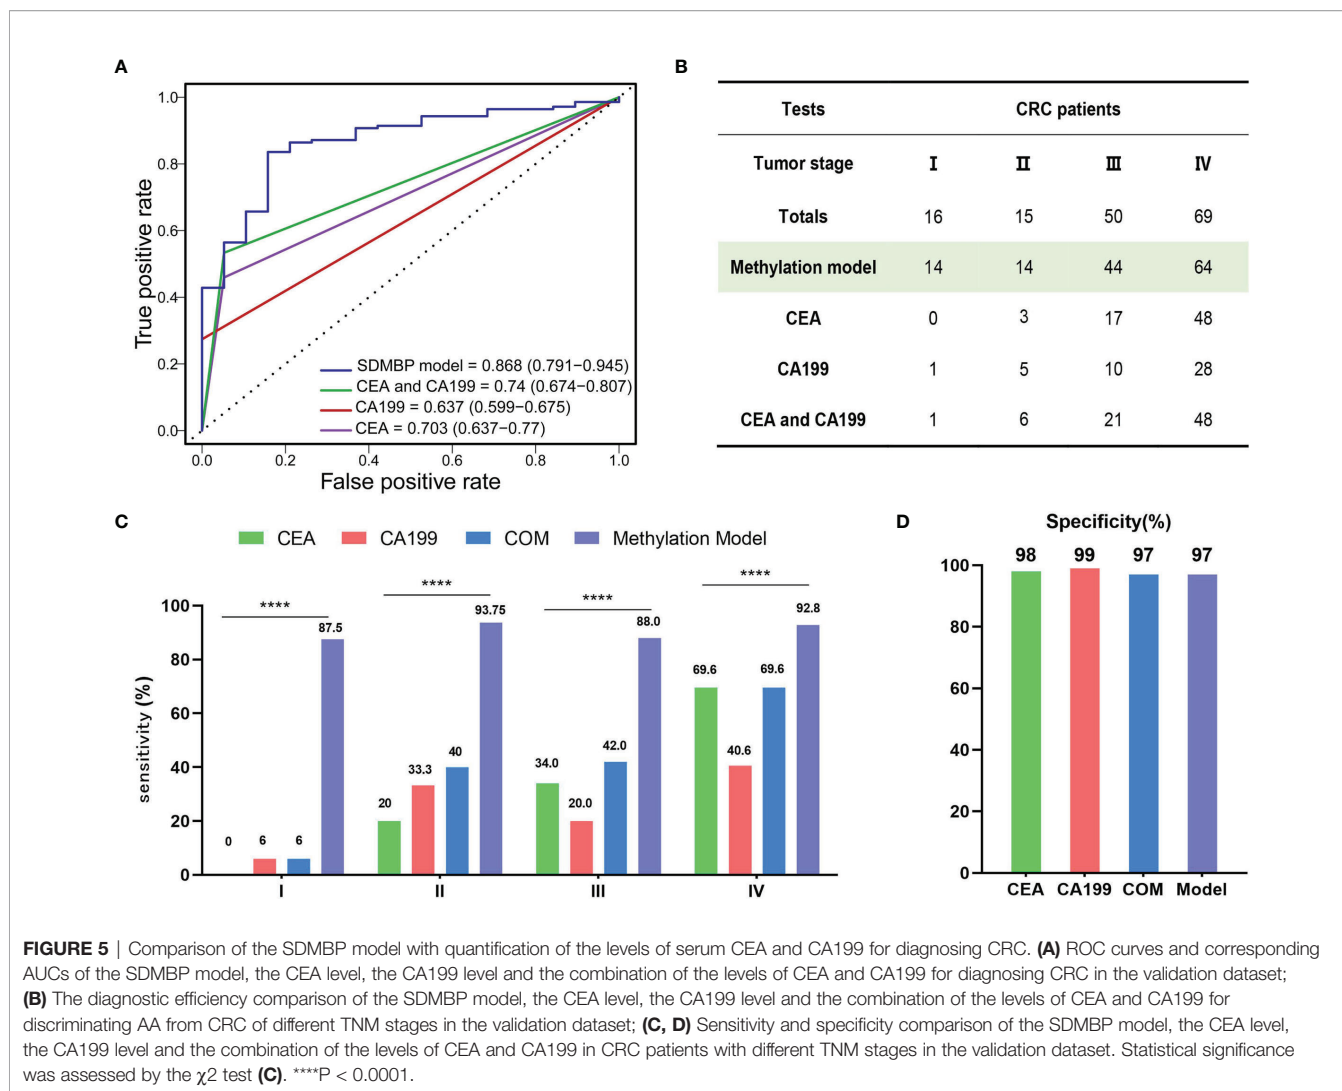 A
True positive rate
1.0
0.8
0.6
0.4
0.2
0.0
SDMBP model = 0.868 (0.791−0.945)
CEA and CA199 = 0.74 (0.674−0.807)
CA199 = 0.637 (0.599−0.675)
CEA = 0.703 (0.637−0.77)
0.0 0.2 0.4 0.6 0.8 1.0
False positive rate
B
Tests CRC patients
Tumor stage I II III IV
Totals 16 15 50 69
Methylation model 14 14 44 64
CEA 0 3 17 48
CA199 1 5 10 28
CEA and CA199 1 6 21 48
C
CEA CA199 COM Methylation Model
sensitivity (%)
100
80
60
40
20
0
**** **** **** ****
0 6 6 87.5
20 33.3 40 93.75
34.0 20.0 42.0 88.0
69.6 40.6 69.6 92.8
I II III IV
D
Specificity(%)
98 99 97 97
100
80
60
40
20
0
CEA CA199 COM Model
FIGURE 5 | Comparison of the SDMBP model with quantification of the levels of serum CEA and CA199 for diagnosing CRC. (A) ROC curves and corresponding
AUCs of the SDMBP model, the CEA level, the CA199 level and the combination of the levels of CEA and CA199 for diagnosing CRC in the validation dataset;
(B) The diagnostic efficiency comparison of the SDMBP model, the CEA level, the CA199 level and the combination of the levels of CEA and CA199 for
discriminating AA from CRC of different TNM stages in the validation dataset; (C, D) Sensitivity and specificity comparison of the SDMBP model, the CEA level,
the CA199 level and the combination of the levels of CEA and CA199 in CRC patients with different TNM stages in the validation dataset. Statistical significance
was assessed by the χ2 test (C). ****P < 0.0001.